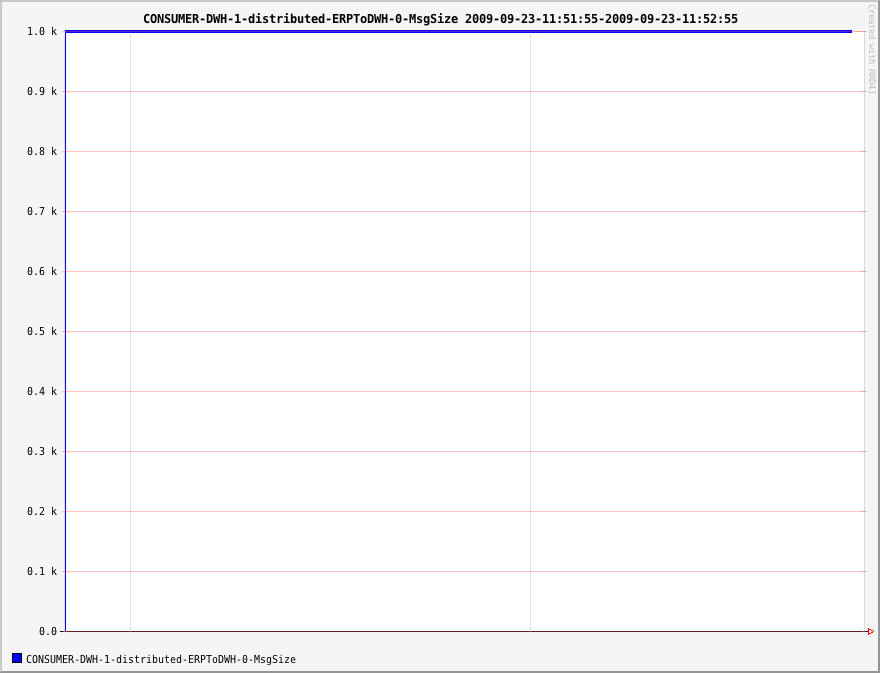 CONSUMER-DWH-1-distributed-ERPToDWH-0-MsgSize 2009-09-23-11:51:55-2009-09-23-11:52:55
1.0 k
0.9 k
0.8 k
0.7 k
0.6 k
0.5 k
0.4 k
0.3 k
0.2 k
0.1 k
0.0
Created with RRD4J
CONSUMER-DWH-1-distributed-ERPToDWH-0-MsgSize